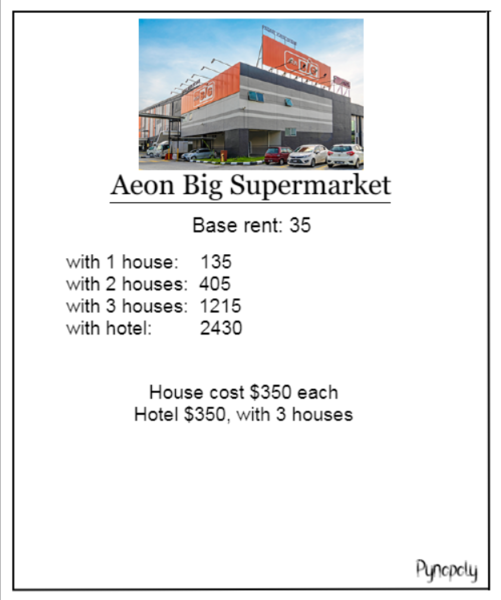 Aeon Big Supermarket
Base rent: 35
with 1 house: 135
with 2 houses: 405
with 3 houses: 1215
with hotel: 2430
House cost $350 each
Hotel $350, with 3 houses
Pynopoly